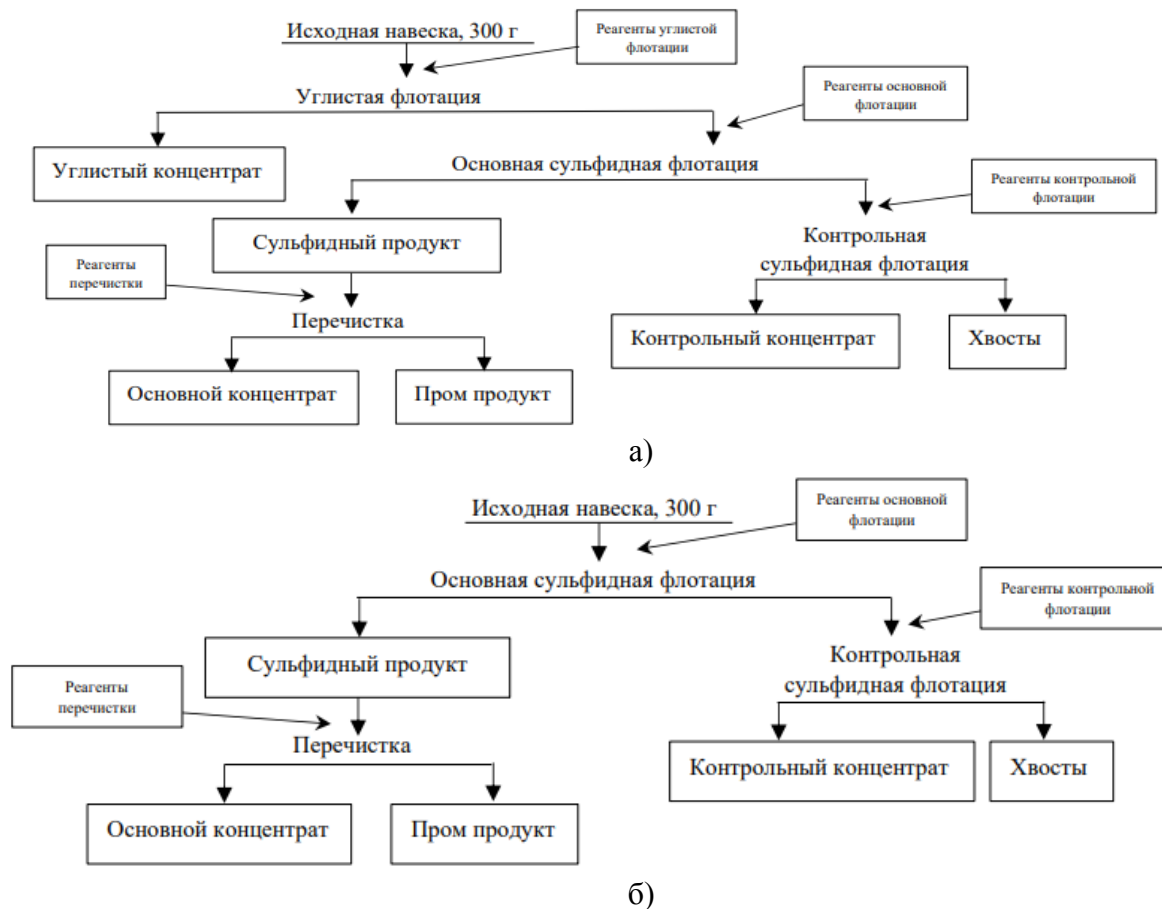 Исходная навеска, 300 г
Реагенты углистой
флотации
Углистая флотация
Реагенты основной
флотации
Углистый концентрат
Основная сульфидная флотация
Реагенты контрольной
флотации
Сульфидный продукт
Контрольная
сульфидная флотация
Реагенты
перечистки
Перечистка
Контрольный концентрат
Хвосты
Основной концентрат
Пром продукт
а)
Исходная навеска, 300 г
Реагенты основной
флотации
Основная сульфидная флотация
Реагенты контрольной
флотации
Сульфидный продукт
Контрольная
сульфидная флотация
Реагенты
перечистки
Перечистка
Контрольный концентрат
Хвосты
Основной концентрат
Пром продукт
б)